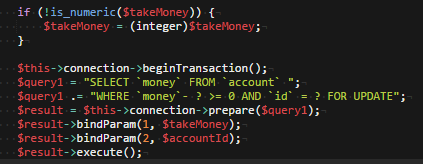 if (!is_numeric($takeMoney)) {
$takeMoney = (integer)$takeMoney;
}
$this->connection->beginTransaction();
$query1 = "SELECT `money` FROM `account` ";
$query1 .= "WHERE `money`- ? >= 0 AND `id` = ? FOR UPDATE";
$result = $this->connection->prepare($query1);
$result->bindParam(1, $takeMoney);
$result->bindParam(2, $accountId);
$result->execute();